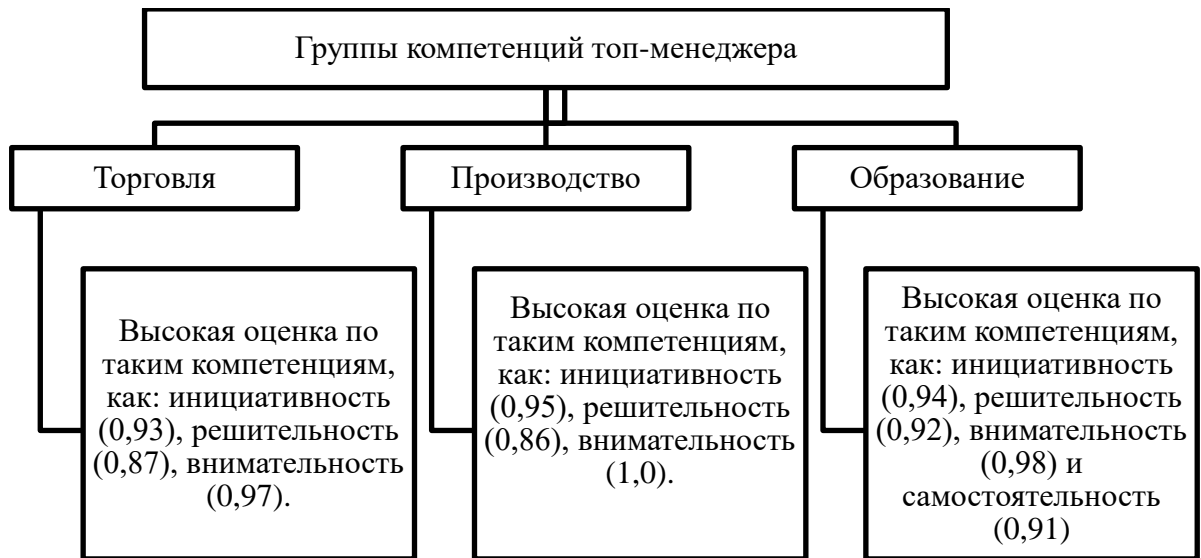 Группы компетенций топ-менеджера
Торговля
Производство
Образование
Высокая оценка по
таким компетенциям,
как: инициативность
(0,93), решительность
(0,87), внимательность
(0,97).
Высокая оценка по
таким компетенциям,
как: инициативность
(0,95), решительность
(0,86), внимательность
(1,0).
Высокая оценка по
таким компетенциям,
как: инициативность
(0,94), решительность
(0,92), внимательность
(0,98) и
самостоятельность
(0,91)